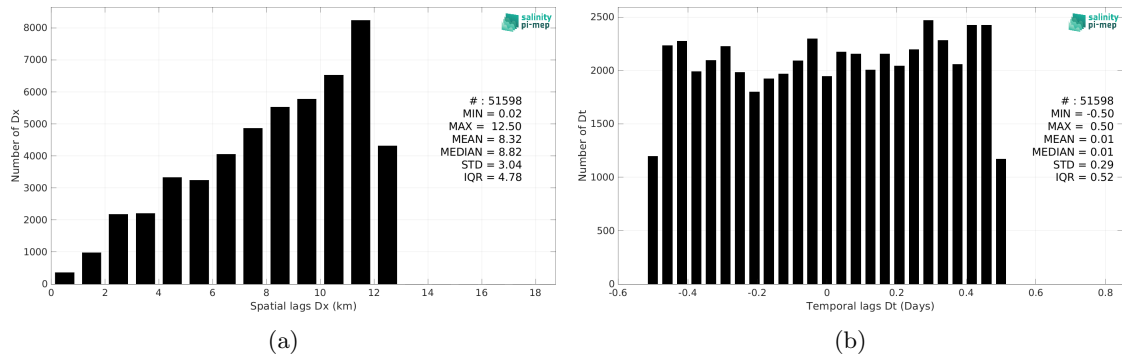 8000
7000
6000
5000
4000
3000
2000
1000
0
0 2 4 6 8 10 12 14 16 18
Number of Dx
Spatial lags Dx (km)
salinity
pi-mep
# : 51598
MIN = 0.02
MAX = 12.50
MEAN = 8.32
MEDIAN = 8.82
STD = 3.04
IQR = 4.78
(a)
2500
2000
1500
1000
500
0
-0.6 -0.4 -0.2 0 0.2 0.4 0.6 0.8
Number of Dt
Temporal lags Dt (Days)
salinity
pi-mep
# : 51598
MIN = -0.50
MAX = 0.50
MEAN = 0.01
MEDIAN = 0.01
STD = 0.29
IQR = 0.52
(b)